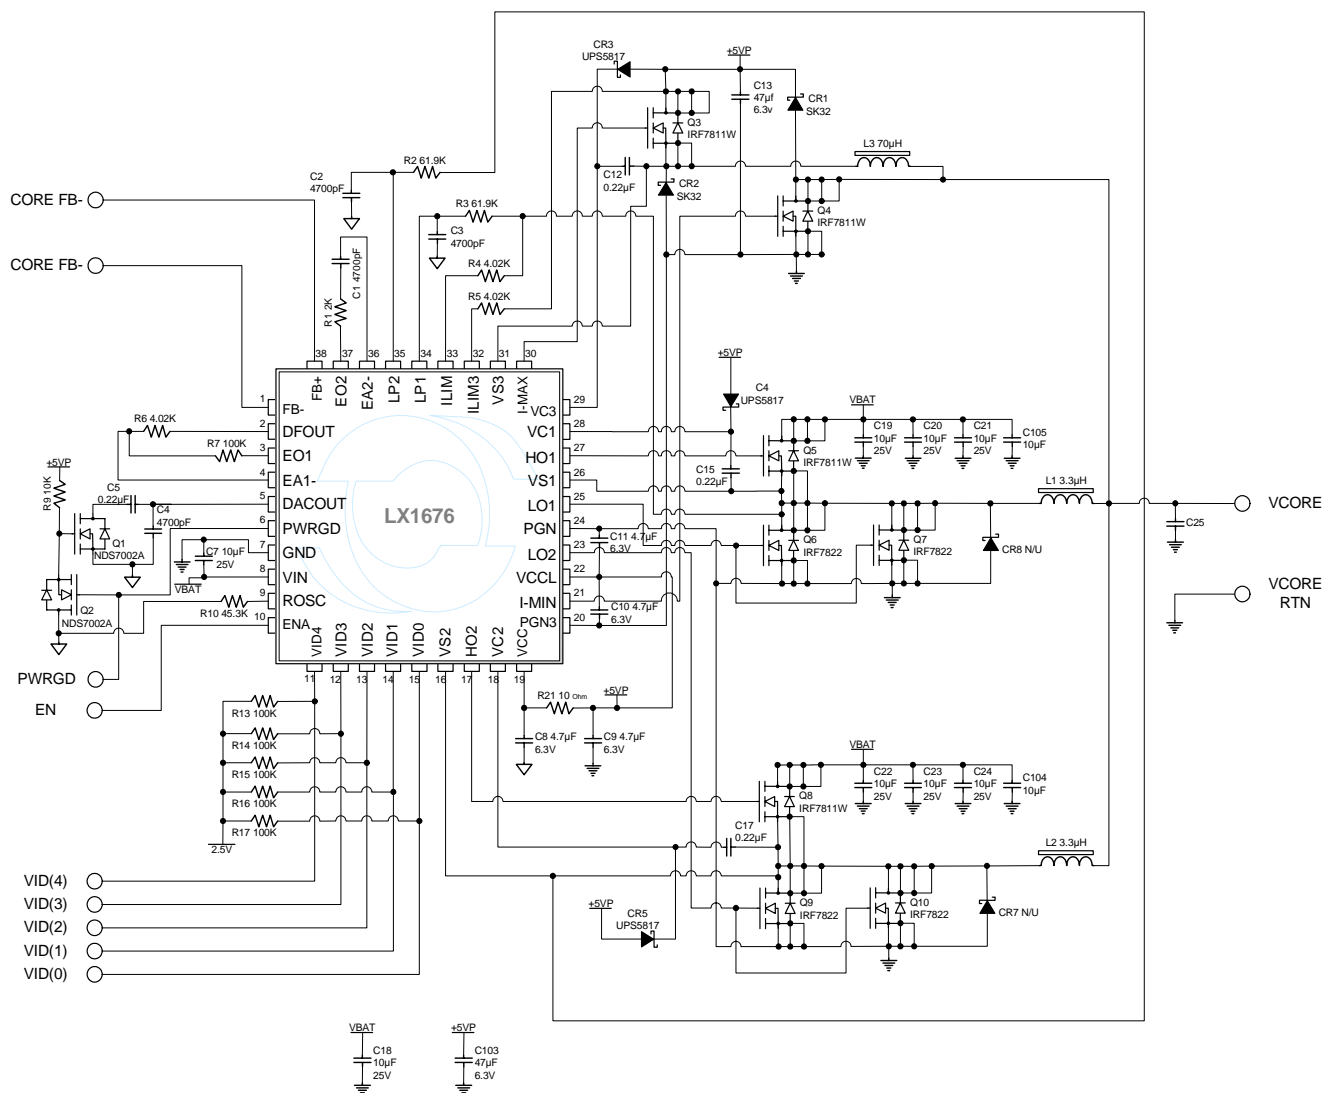 CR3
UPS5817
+5VP
C13
47µf
6.3v
CR1
SK32
Q3
IRF7811W
L3 70µH
C2
4700pF
R2 61.9K
C12
0.22µF
CR2
SK32
Q4
IRF7811W
CORE FB-
R3 61.9K
C3
4700pF
CORE FB-
C1 4700pF
R4 4.02K
R5 4.02K
R1 2K
38
37
36
35
34
33
32
31
30
FB+
EO2
EA2-
LP2
LP1
ILIM
ILIM3
VS3
I-MAX
+5VP
C4
UPS5817
1
FB-
2
DFOUT
3
EO1
4
EA1-
5
DACOUT
6
PWRGD
7
GND
8
VIN
9
ROSC
10
ENA
LX1676
VC3
29
VC1
28
HO1
27
VS1
26
LO1
25
PGN
24
LO2
23
VCCL
22
I-MIN
21
PGN3
20
R6 4.02K
R7 100K
+5VP
R9 10K
C5
0.22µF
C4
4700pF
Q1
NDS7002A
C7 10µF
25V
VBAT
Q2
NDS7002A
R10 45.3K
VBAT
C19
10µF
25V
C20
10µF
25V
C21
10µF
25V
C105
10µF
Q5
IRF7811W
C15
0.22µF
L1 3.3µH
VCORE
C25
C11 4.7µF
6.3V
Q6
IRF7822
Q7
IRF7822
CR8 N/U
C10 4.7µF
6.3V
VCORE
RTN
VID4
VID3
VID2
VID1
VID0
VS2
HO2
VC2
VCC
11
12
13
14
15
16
17
18
19
PWRGD
EN
R13 100K
R14 100K
R15 100K
R16 100K
R17 100K
2.5V
R21 10 Ohm
+5VP
C8 4.7µF
6.3V
C9 4.7µF
6.3V
VBAT
C22
10µF
25V
C23
10µF
25V
C24
10µF
25V
C104
10µF
Q8
IRF7811W
C17
0.22µF
L2 3.3µH
Q9
IRF7822
Q10
IRF7822
CR7 N/U
+5VP
CR5
UPS5817
VID(4)
VID(3)
VID(2)
VID(1)
VID(0)
VBAT
C18
10µF
25V
+5VP
C103
47µF
6.3V